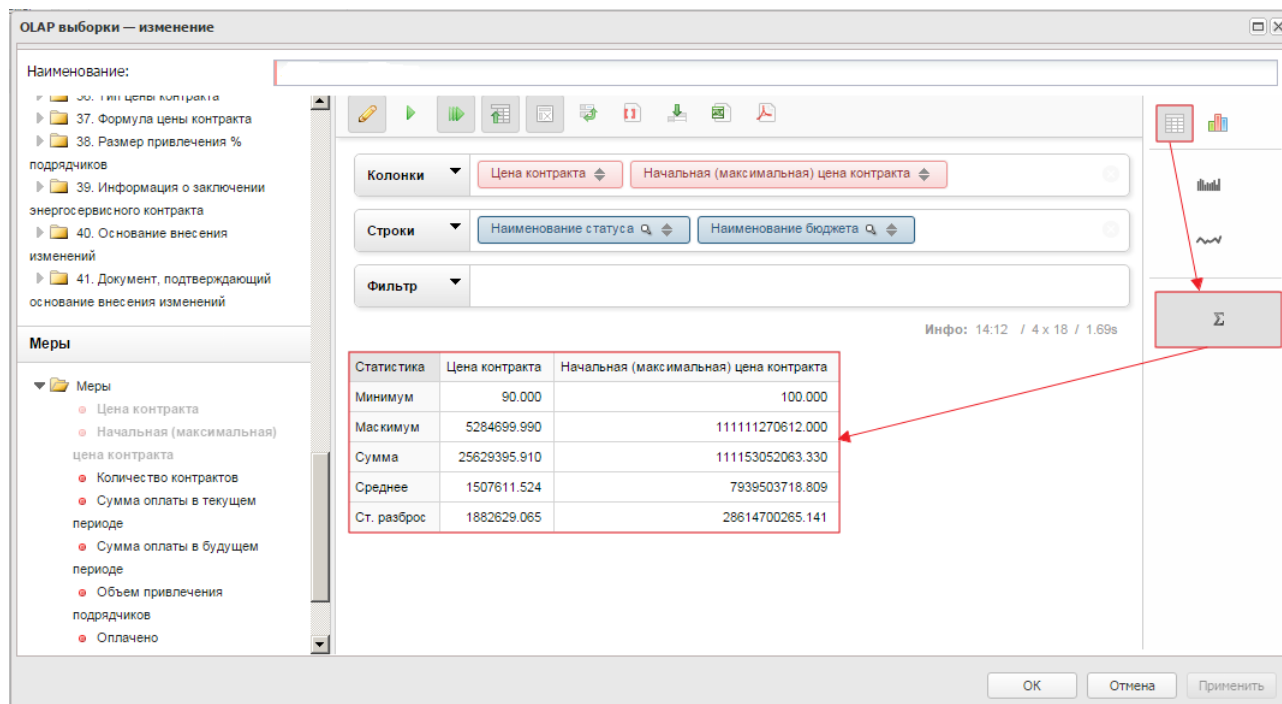 OLAP выборки — изменение
Наименование:
36. Тип цены контракта
37. Формула цены контракта
38. Размер привлечения %
подрядчиков
39. Информация о заключении
энергосервисного контракта
40. Основание внесения
изменений
41. Документ, подтверждающий
основание внесения изменений
Меры
Меры
Цена контракта
Начальная (максимальная)
цена контракта
Количество контрактов
Сумма оплаты в текущем
периоде
Сумма оплаты в будущем
периоде
Объем привлечения
подрядчиков
Оплачено
Колонки Цена контракта Начальная (максимальная) цена контракта
Строки Наименование статуса Наименование бюджета
Фильтр
Инфо: 14:12 / 4 x 18 / 1.69s
Статистика Цена контракта Начальная (максимальная) цена контракта
Минимум 90.000 100.000
Маскимум 5284699.990 111111270612.000
Сумма 25629395.910 111153052063.330
Среднее 1507611.524 7939503718.809
Ст. разброс 1882629.065 28614700265.141
Σ
ОК Отмена Применить